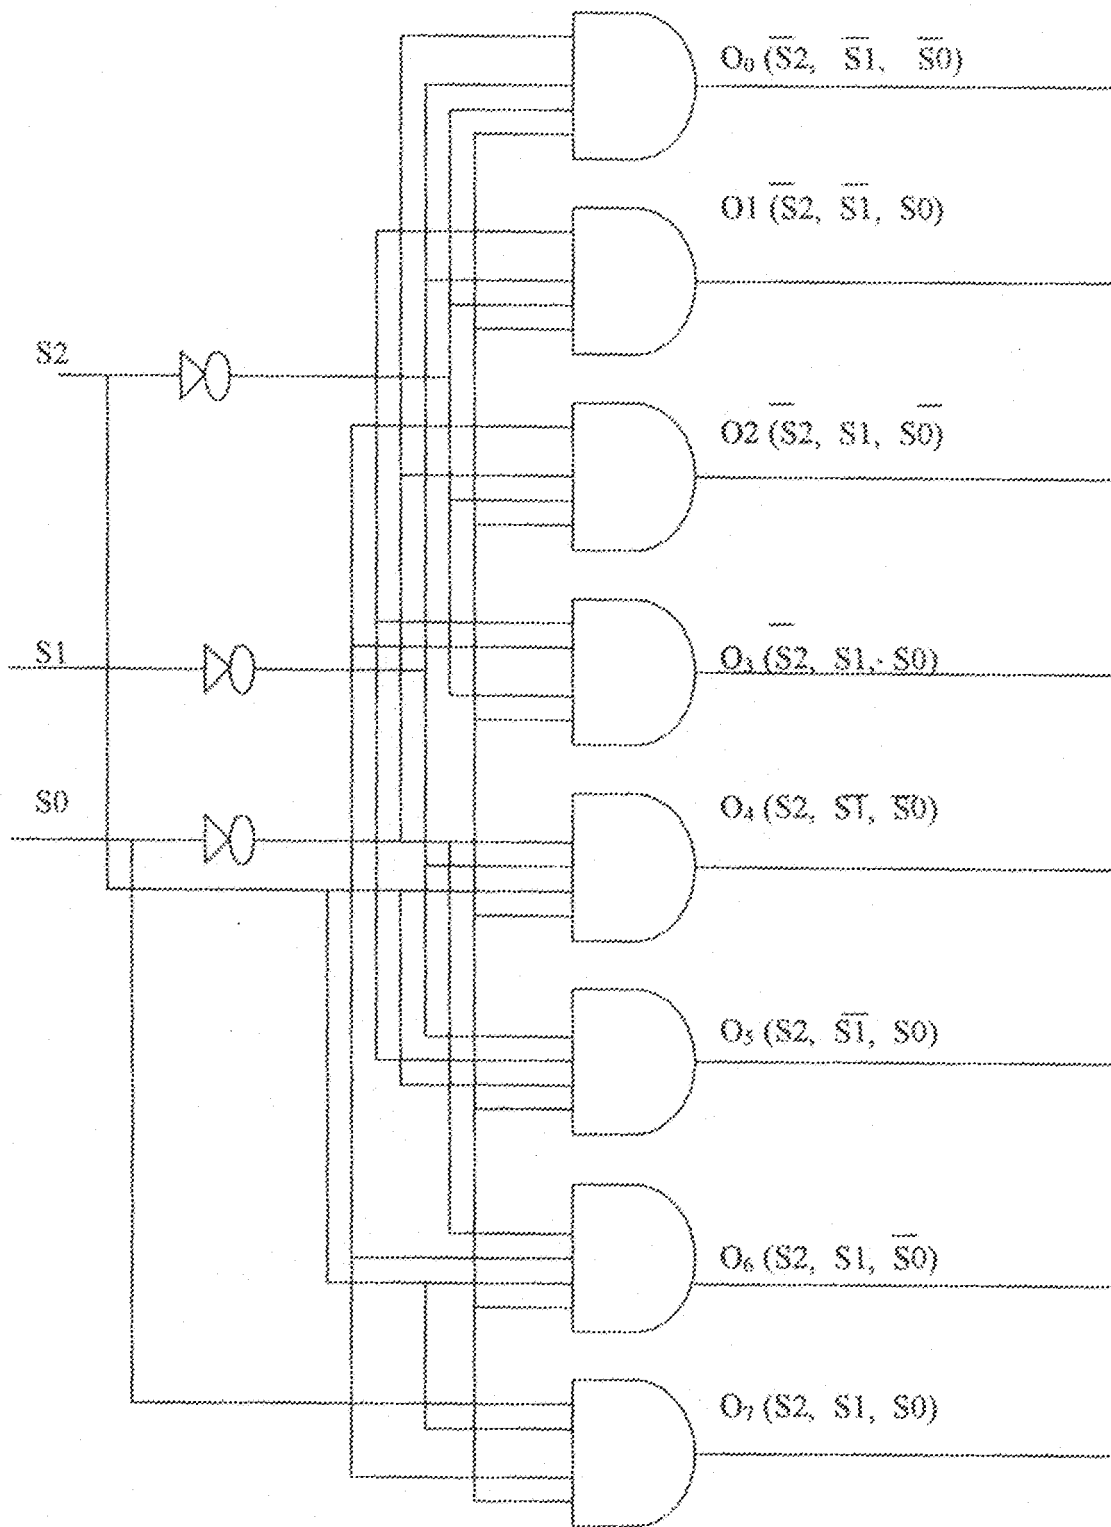 O₀ (S̅2̅, S̅1̅, S̅0̅)
O1 (S̅2̅, S̅1̅, S0)
S2
O2 (S̅2̅, S1, S̅0̅)
S1
O₃ (S̅2̅, S1, S0)
S0
O₄ (S2, S̅1̅, S̅0̅)
O₅ (S2, S̅1̅, S0)
O₆ (S2, S1, S̅0̅)
O₇ (S2, S1, S0)